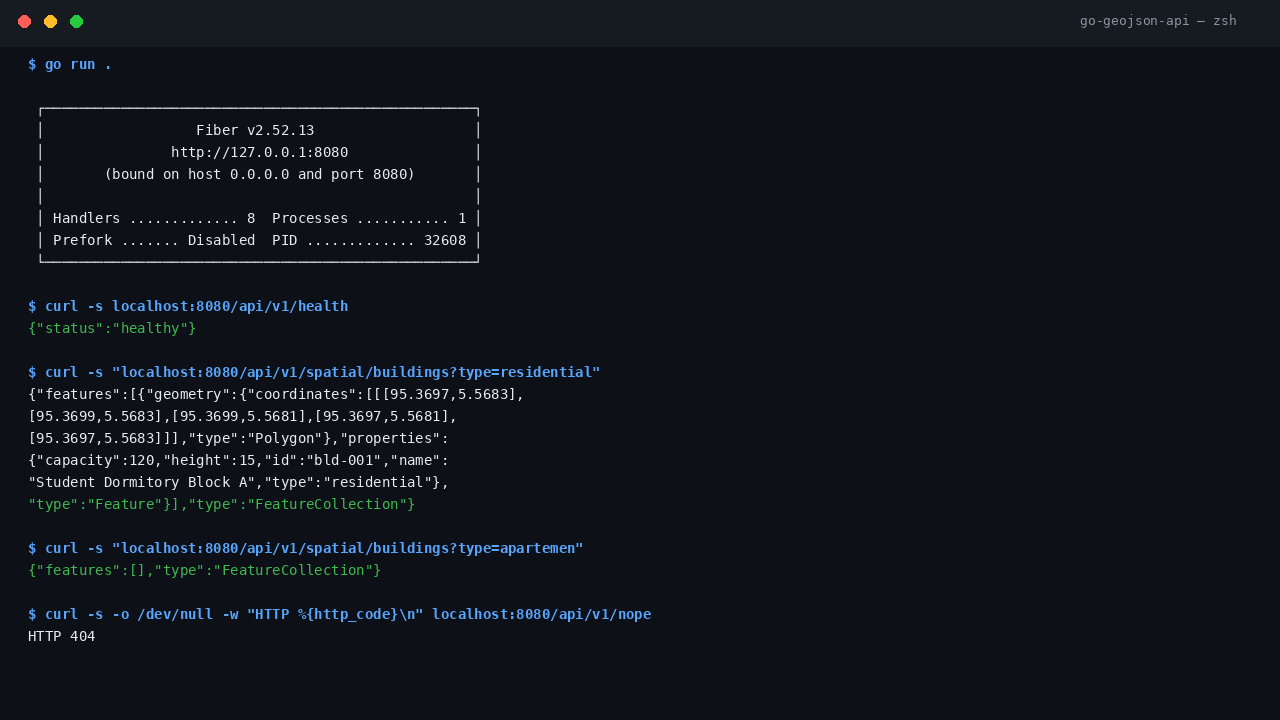 go-geojson-api — zsh
$ go run .
Fiber v2.52.13
http://127.0.0.1:8080
(bound on host 0.0.0.0 and port 8080)
Handlers ............. 8  Processes ........... 1
Prefork ....... Disabled  PID ............. 32608
$ curl -s localhost:8080/api/v1/health
{"status":"healthy"}
$ curl -s "localhost:8080/api/v1/spatial/buildings?type=residential"
{"features":[{"geometry":{"coordinates":[[[95.3697,5.5683],
[95.3699,5.5683],[95.3699,5.5681],[95.3697,5.5681],
[95.3697,5.5683]]],"type":"Polygon"},"properties":
{"capacity":120,"height":15,"id":"bld-001","name":
"Student Dormitory Block A","type":"residential"},
"type":"Feature"}],"type":"FeatureCollection"}
$ curl -s "localhost:8080/api/v1/spatial/buildings?type=apartemen"
{"features":[],"type":"FeatureCollection"}
$ curl -s -o /dev/null -w "HTTP %{http_code}\n" localhost:8080/api/v1/nope
HTTP 404